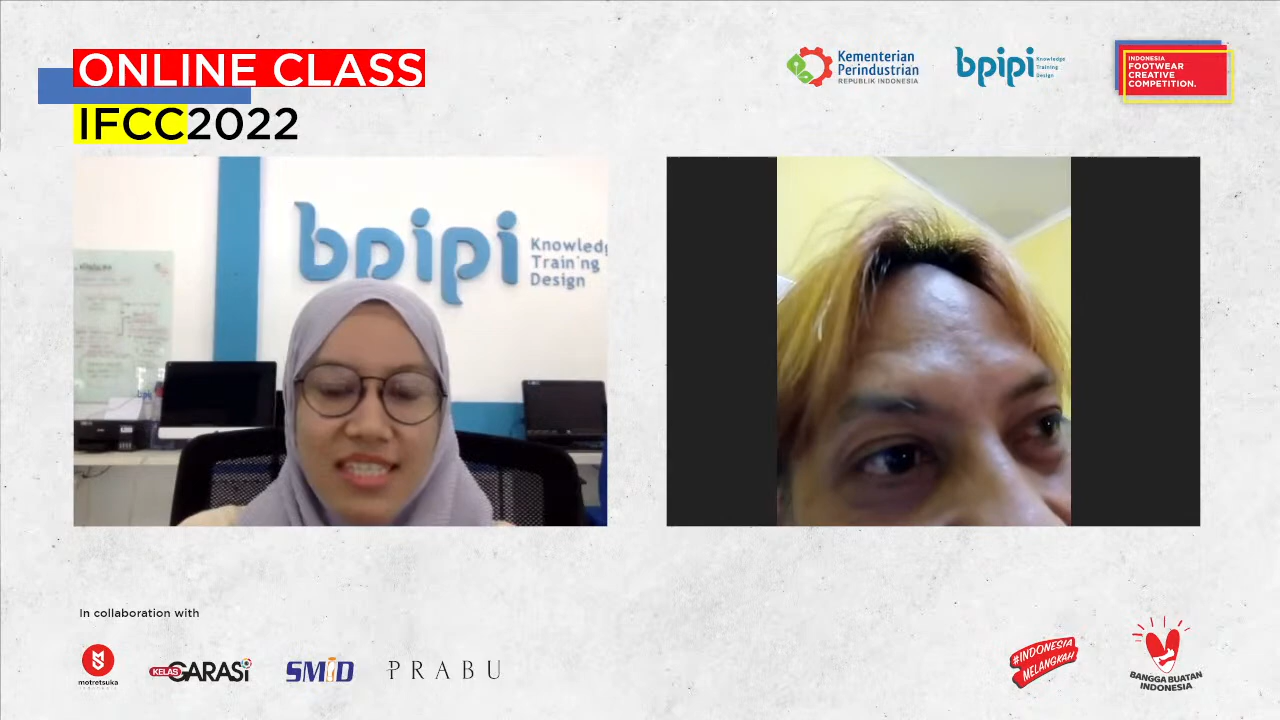 ONLINE CLASS
IFCC2022
Kementerian
Perindustrian
REPUBLIK INDONESIA
bpipi
Knowledge
Training
Design
INDONESIA
FOOTWEAR
CREATIVE
COMPETITION.
bpipi
Knowledg
Training
Design
bpipi
In collaboration with
motretsuka
KELAS GARASI
SMID
PRABU
#INDONESIA
MELANGKAH
BANGGA BUATAN
INDONESIA